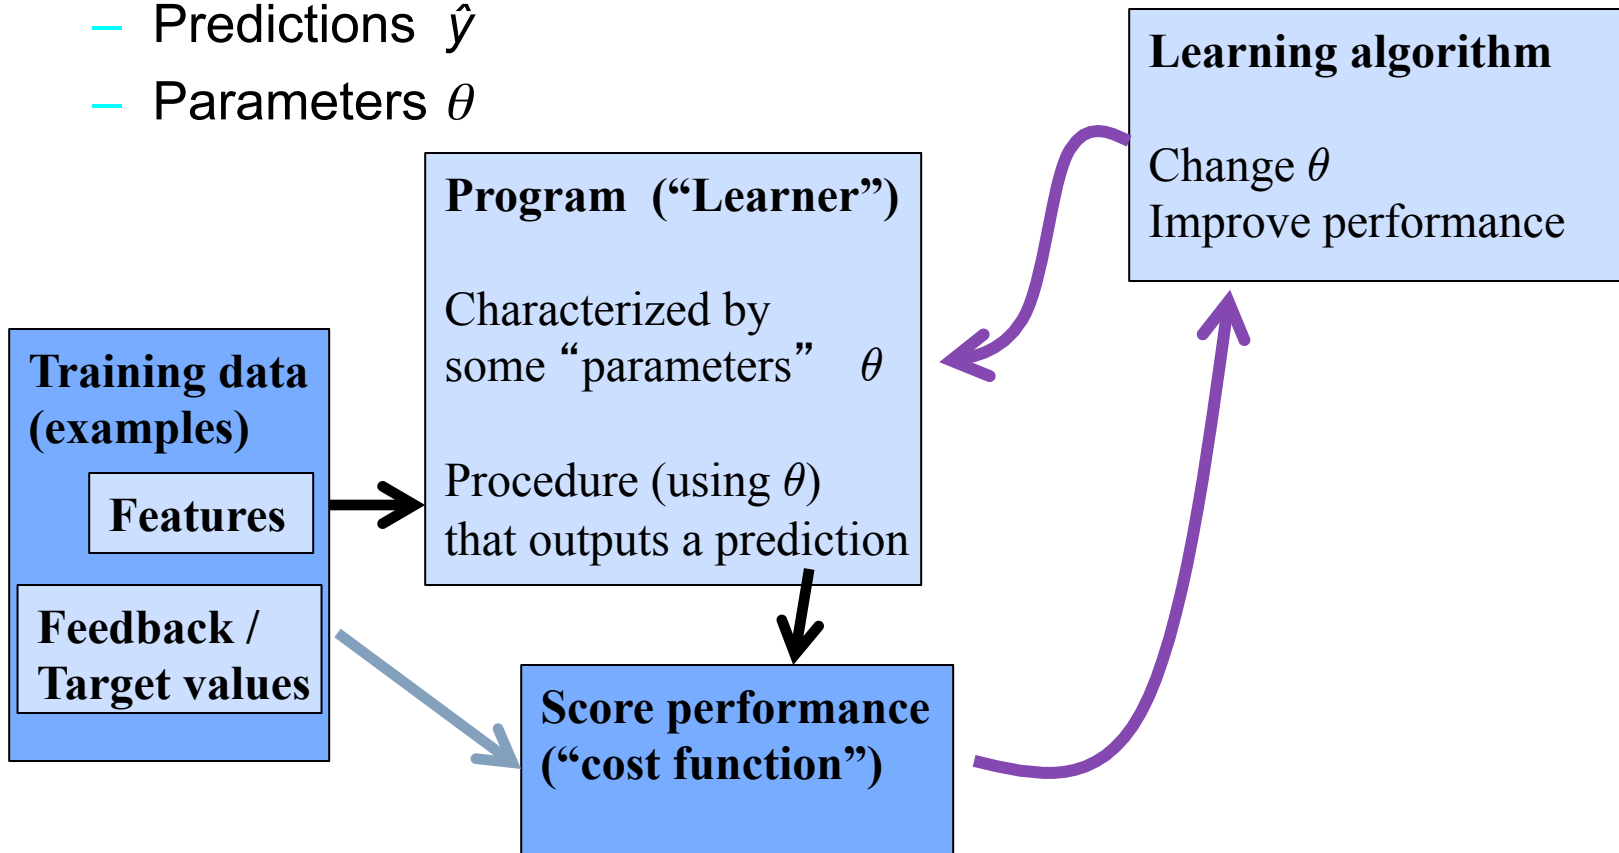 – Predictions ŷ
– Parameters θ
Learning algorithm
Change θ
Improve performance
Program (“Learner”)
Characterized by
some “parameters” θ
Procedure (using θ)
that outputs a prediction
Training data
(examples)
Features
Feedback /
Target values
Score performance
(“cost function”)